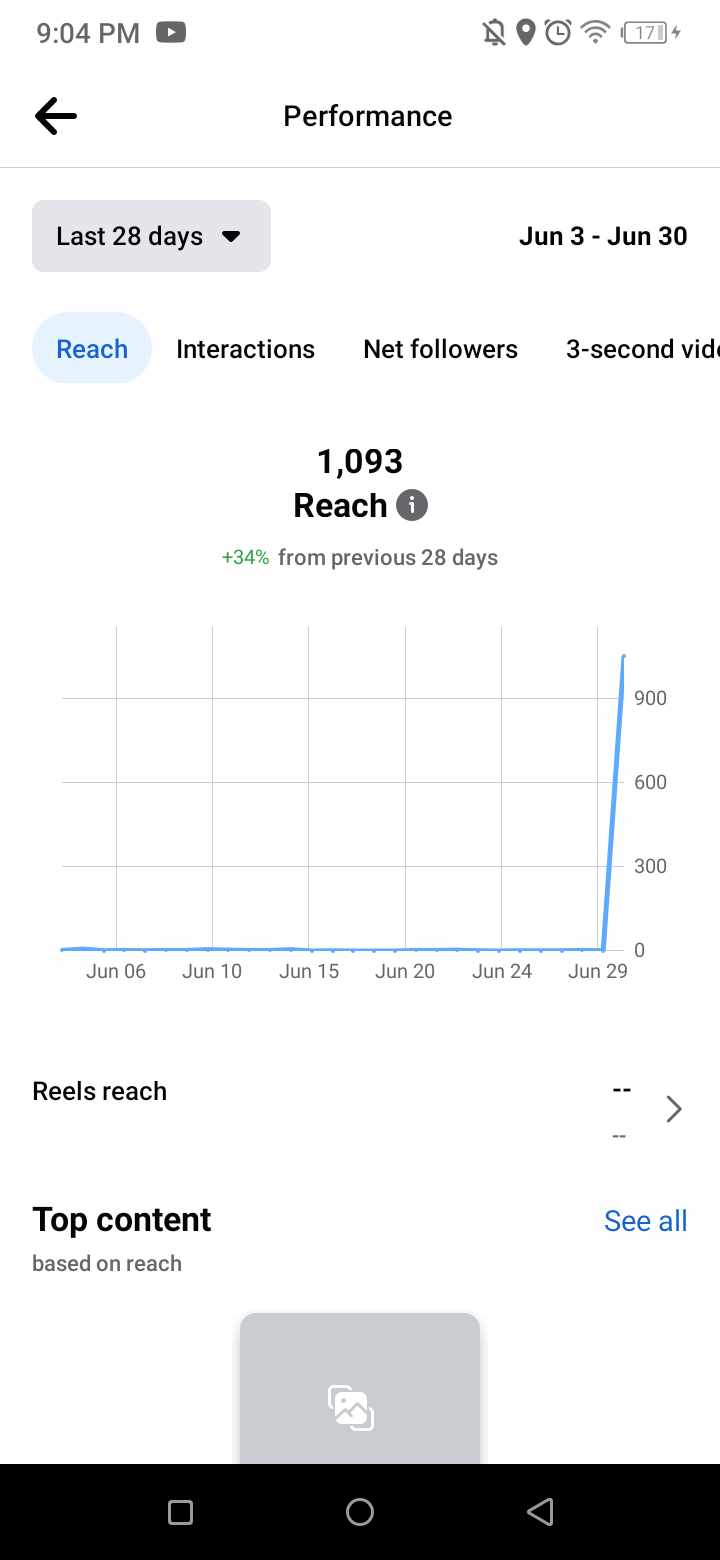 9:04 PM
17
Performance
Last 28 days
Jun 3 - Jun 30
Reach Interactions Net followers 3-second vide
1,093
Reach
+34% from previous 28 days
900
600
300
0
Jun 06 Jun 10 Jun 15 Jun 20 Jun 24 Jun 29
Reels reach
--
--
Top content
See all
based on reach